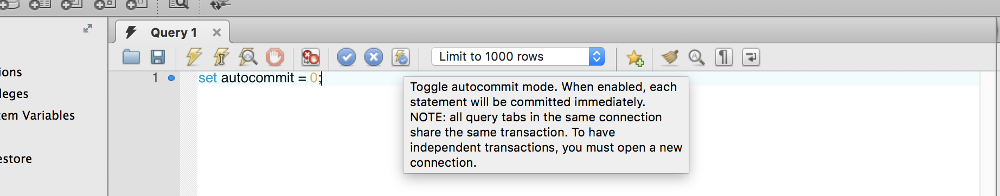 Query 1
Limit to 1000 rows
ions
1 set autocommit = 0;
leges
tem Variables
estore
Toggle autocommit mode. When enabled, each
statement will be committed immediately.
NOTE: all query tabs in the same connection
share the same transaction. To have
independent transactions, you must open a new
connection.